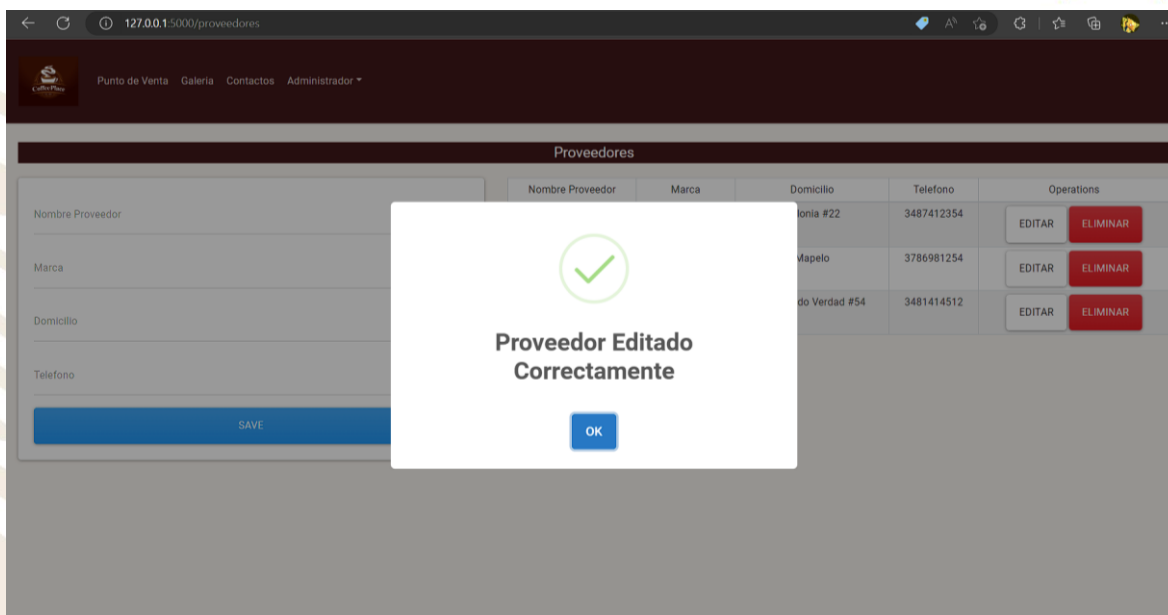 127.0.0.1:5000/proveedores
Coffee Plaza
Punto de Venta Galeria Contactos Administrador
Proveedores
Nombre Proveedor Marca Domicilio Telefono Operations
Nombre Proveedor
#22 3487412354 EDITAR ELIMINAR
Marca
Mapelo 3786981254 EDITAR ELIMINAR
Domicilio
Verdad #54 3481414512 EDITAR ELIMINAR
Telefono
SAVE
Proveedor Editado
Correctamente
OK